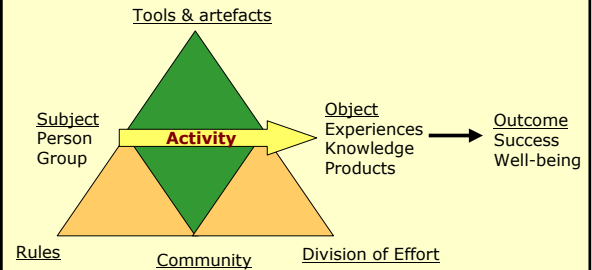 Tools & artefacts
Subject
Person
Group
Activity
Object
Experiences
Knowledge
Products
Outcome
Success
Well-being
Rules
Community
Division of Effort